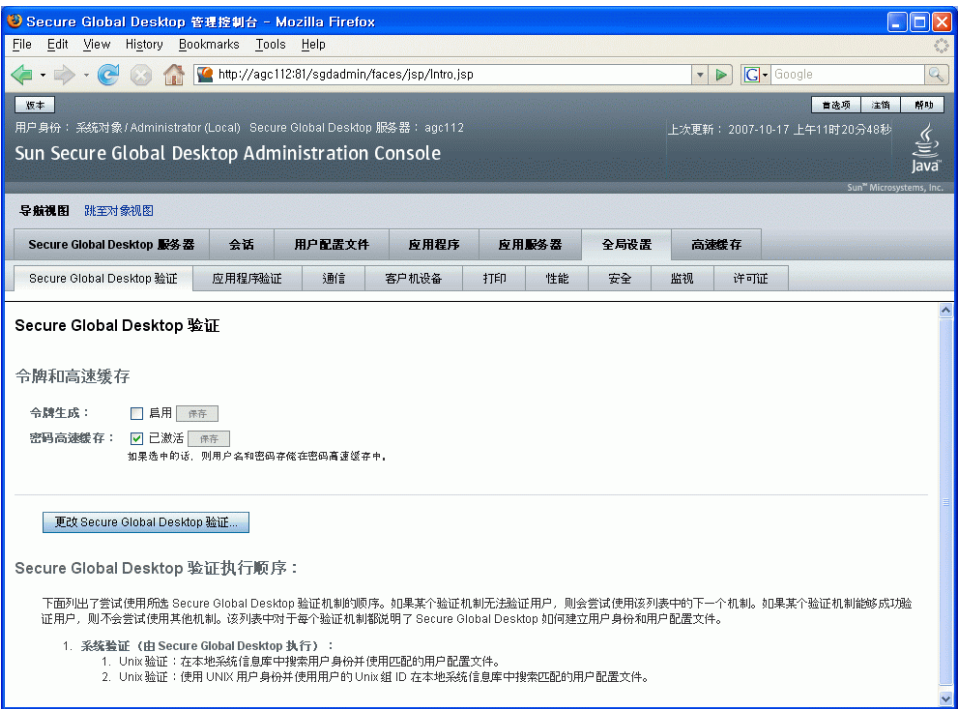 Secure Global Desktop 管理控制台 - Mozilla Firefox
File Edit View History Bookmarks Tools Help
http://agc112:81/sgdadmin/faces/jsp/Intro.jsp
G Google
版本 首选项 注销 帮助
用户身份： 系统对象 / Administrator (Local) Secure Global Desktop 服务器： agc112 上次更新： 2007-10-17 上午11时20分48秒
Sun Secure Global Desktop Administration Console
Java
Sun™ Microsystems, Inc.
导航视图 跳至对象视图
Secure Global Desktop 服务器 会话 用户配置文件 应用程序 应用服务器 全局设置 高速缓存
Secure Global Desktop 验证 应用程序验证 通信 客户机设备 打印 性能 安全 监视 许可证
Secure Global Desktop 验证
令牌和高速缓存
令牌生成： 启用 保存
密码高速缓存： 已激活 保存
如果选中的话，则用户名和密码存储在密码高速缓存中。
更改 Secure Global Desktop 验证...
Secure Global Desktop 验证执行顺序：
下面列出了尝试使用所选 Secure Global Desktop 验证机制的顺序。如果某个验证机制无法验证用户，则会尝试使用该列表中的下一个机制。如果某个验证机制能够成功验
证用户，则不会尝试使用其他机制。该列表中对于每个验证机制都说明了 Secure Global Desktop 如何建立用户身份和用户配置文件。
1. 系统验证（由 Secure Global Desktop 执行）：
1. Unix 验证：在本地系统信息库中搜索用户身份并使用匹配的用户配置文件。
2. Unix 验证：使用 UNIX 用户身份并使用用户的 Unix 组 ID 在本地系统信息库中搜索匹配的用户配置文件。